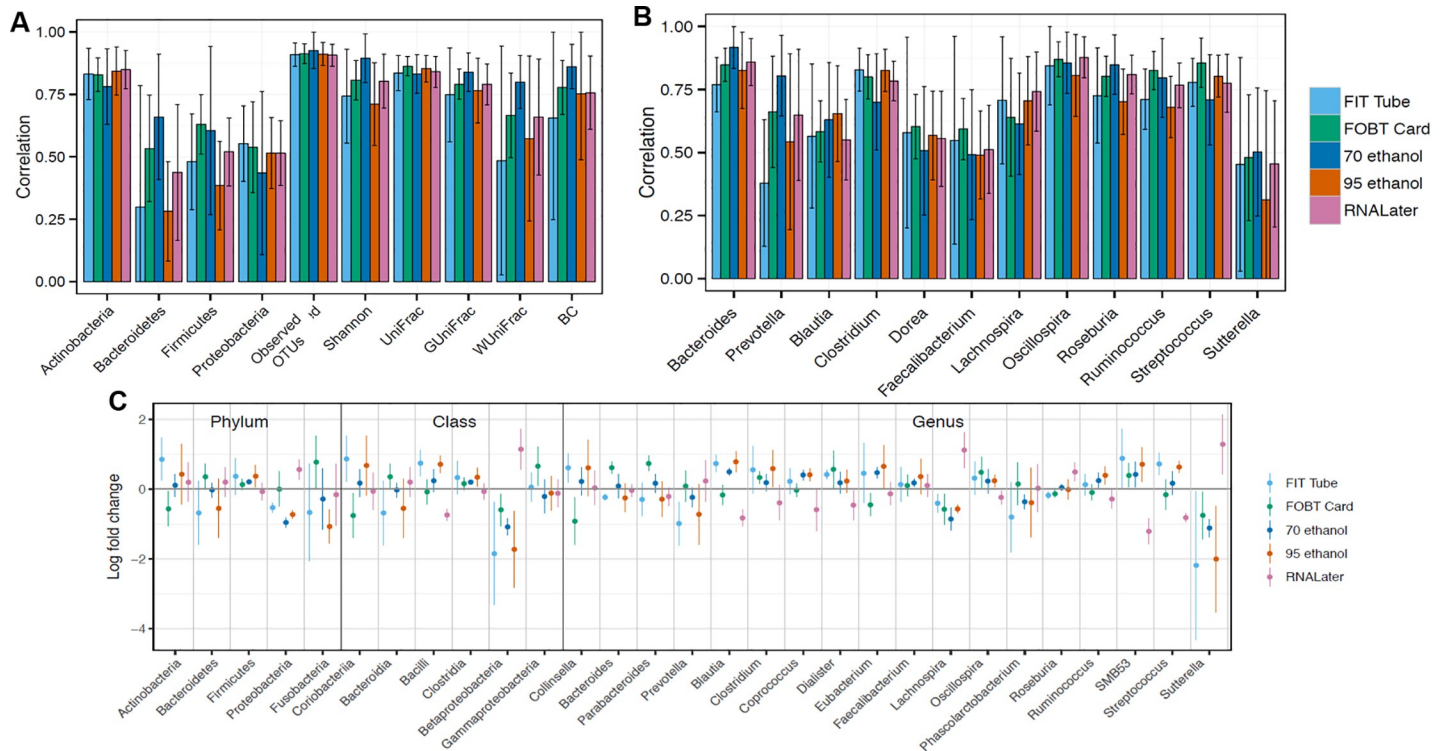 A
Correlation
1.00
0.75
0.50
0.25
0.00
Actinobacteria
Bacteroidetes
Firmicutes
Proteobacteria
Observed
OTUs
Shannon
UniFrac
GUniFrac
WUniFrac
BC
B
Correlation
1.00
0.75
0.50
0.25
0.00
Bacteroides
Prevotella
Blautia
Clostridium
Dorea
Faecalibacterium
Lachnospira
Oscillospira
Roseburia
Ruminococcus
Streptococcus
Sutterella
FIT Tube
FOBT Card
70 ethanol
95 ethanol
RNALater
C
Log fold change
2
0
−2
−4
Phylum
Class
Genus
Actinobacteria
Bacteroidetes
Firmicutes
Proteobacteria
Fusobacteria
Coriobacteriia
Bacteroidia
Bacilli
Clostridia
Betaproteobacteria
Gammaproteobacteria
Colinsella
Bacteroides
Parabacteroides
Prevotella
Blautia
Clostridium
Coprococcus
Dialister
Eubacterium
Faecalibacterium
Lachnospira
Oscillospira
Phascolarctobacterium
Roseburia
Ruminococcus
SMB53
Streptococcus
Sutterella
FIT Tube
FOBT Card
70 ethanol
95 ethanol
RNALater